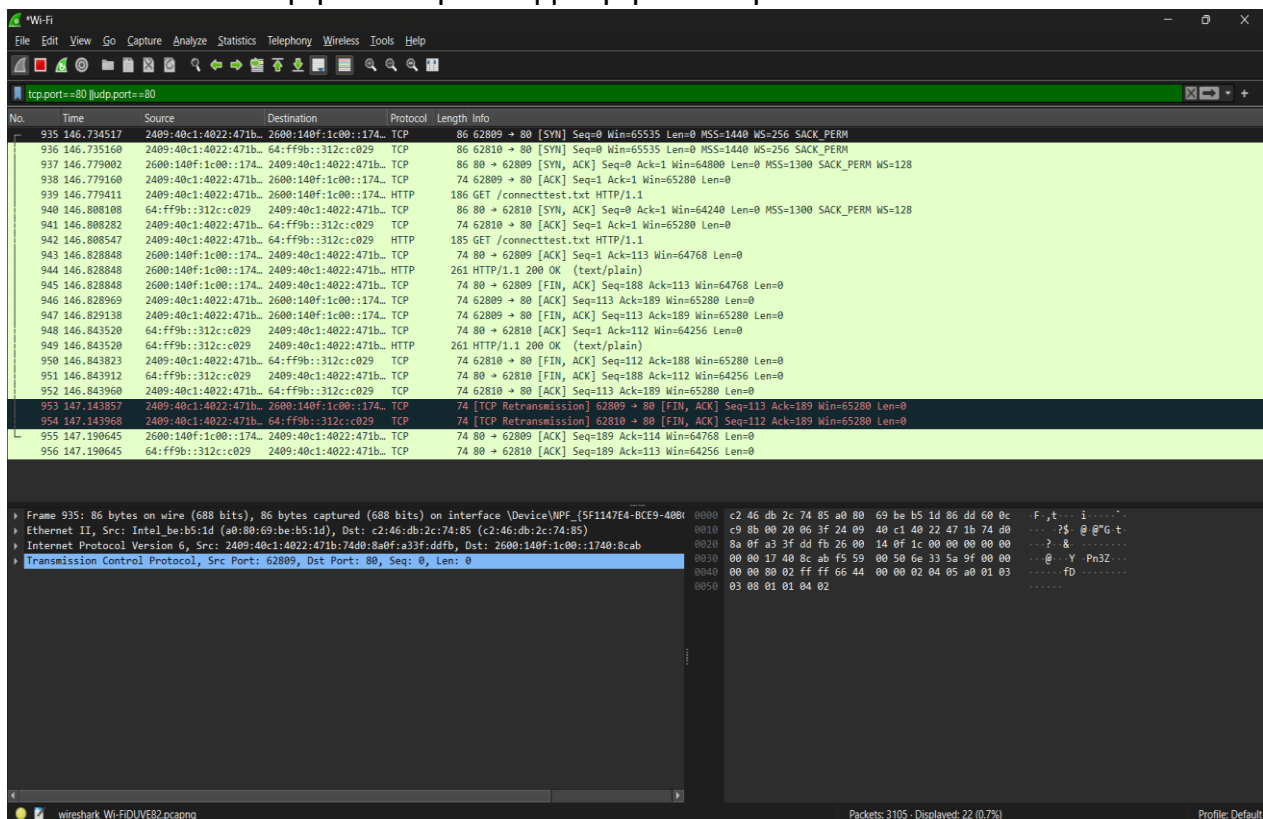 *Wi-Fi
File Edit View Go Capture Analyze Statistics Telephony Wireless Tools Help
tcp.port==80 ||udp.port==80
No. Time Source Destination Protocol Length Info
935 146.734517 2409:40c1:4022:471b… 2600:140f:1c00::174… TCP 86 62809 → 80 [SYN] Seq=0 Win=65535 Len=0 MSS=1440 WS=256 SACK_PERM
936 146.735160 2409:40c1:4022:471b… 64:ff9b::312c:c029 TCP 86 62810 → 80 [SYN] Seq=0 Win=65535 Len=0 MSS=1440 WS=256 SACK_PERM
937 146.779002 2600:140f:1c00::174… 2409:40c1:4022:471b… TCP 86 80 → 62809 [SYN, ACK] Seq=0 Ack=1 Win=64800 Len=0 MSS=1300 SACK_PERM WS=128
938 146.779160 2409:40c1:4022:471b… 2600:140f:1c00::174… TCP 74 62809 → 80 [ACK] Seq=1 Ack=1 Win=65280 Len=0
939 146.779411 2409:40c1:4022:471b… 2600:140f:1c00::174… HTTP 186 GET /connecttest.txt HTTP/1.1
940 146.808108 64:ff9b::312c:c029 2409:40c1:4022:471b… TCP 86 80 → 62810 [SYN, ACK] Seq=0 Ack=1 Win=64240 Len=0 MSS=1300 SACK_PERM WS=128
941 146.808282 2409:40c1:4022:471b… 64:ff9b::312c:c029 TCP 74 62810 → 80 [ACK] Seq=1 Ack=1 Win=65280 Len=0
942 146.808547 2409:40c1:4022:471b… 64:ff9b::312c:c029 HTTP 185 GET /connecttest.txt HTTP/1.1
943 146.828848 2600:140f:1c00::174… 2409:40c1:4022:471b… TCP 74 80 → 62809 [ACK] Seq=1 Ack=113 Win=64768 Len=0
944 146.828848 2600:140f:1c00::174… 2409:40c1:4022:471b… HTTP 261 HTTP/1.1 200 OK (text/plain)
945 146.828848 2600:140f:1c00::174… 2409:40c1:4022:471b… TCP 74 80 → 62809 [FIN, ACK] Seq=188 Ack=113 Win=64768 Len=0
946 146.828969 2409:40c1:4022:471b… 2600:140f:1c00::174… TCP 74 62809 → 80 [ACK] Seq=113 Ack=189 Win=65280 Len=0
947 146.829138 2409:40c1:4022:471b… 2600:140f:1c00::174… TCP 74 62809 → 80 [FIN, ACK] Seq=113 Ack=189 Win=65280 Len=0
948 146.843520 64:ff9b::312c:c029 2409:40c1:4022:471b… TCP 74 80 → 62810 [ACK] Seq=1 Ack=112 Win=64256 Len=0
949 146.843520 64:ff9b::312c:c029 2409:40c1:4022:471b… HTTP 261 HTTP/1.1 200 OK (text/plain)
950 146.843823 2409:40c1:4022:471b… 64:ff9b::312c:c029 TCP 74 62810 → 80 [FIN, ACK] Seq=112 Ack=188 Win=65280 Len=0
951 146.843912 64:ff9b::312c:c029 2409:40c1:4022:471b… TCP 74 80 → 62810 [FIN, ACK] Seq=188 Ack=112 Win=64256 Len=0
952 146.843960 2409:40c1:4022:471b… 64:ff9b::312c:c029 TCP 74 62810 → 80 [ACK] Seq=113 Ack=189 Win=65280 Len=0
953 147.143857 2409:40c1:4022:471b… 2600:140f:1c00::174… TCP 74 [TCP Retransmission] 62809 → 80 [FIN, ACK] Seq=113 Ack=189 Win=65280 Len=0
954 147.143968 2409:40c1:4022:471b… 64:ff9b::312c:c029 TCP 74 [TCP Retransmission] 62810 → 80 [FIN, ACK] Seq=112 Ack=189 Win=65280 Len=0
955 147.190645 2600:140f:1c00::174… 2409:40c1:4022:471b… TCP 74 80 → 62809 [ACK] Seq=189 Ack=114 Win=64768 Len=0
956 147.190645 64:ff9b::312c:c029 2409:40c1:4022:471b… TCP 74 80 → 62810 [ACK] Seq=189 Ack=113 Win=64256 Len=0
Frame 935: 86 bytes on wire (688 bits), 86 bytes captured (688 bits) on interface \Device\NPF_{5F1147E4-BCE9-40B
Ethernet II, Src: Intel_be:b5:1d (a0:80:69:be:b5:1d), Dst: c2:46:db:2c:74:85 (c2:46:db:2c:74:85)
Internet Protocol Version 6, Src: 2409:40c1:4022:471b:74d0:8a0f:a33f:ddfb, Dst: 2600:140f:1c00::1740:8cab
Transmission Control Protocol, Src Port: 62809, Dst Port: 80, Seq: 0, Len: 0
0000 c2 46 db 2c 74 85 a0 80 69 be b5 1d 86 dd 60 0c ·F·,t··· i·····`·
0010 c9 8b 00 20 06 3f 24 09 40 c1 40 22 47 1b 74 d0 ··· ·?$· @·@"G·t·
0020 8a 0f a3 3f dd fb 26 00 14 0f 1c 00 00 00 00 00 ···?··&· ········
0030 00 00 17 40 8c ab f5 59 00 50 6e 33 5a 9f 00 00 ···@···Y ·Pn3Z···
0040 00 00 80 02 ff ff 66 44 00 00 02 04 05 a0 01 03 ······fD ········
0050 03 08 01 01 04 02 ······
wireshark_Wi-FiDUVE82.pcapng
Packets: 3105 · Displayed: 22 (0.7%)
Profile: Default